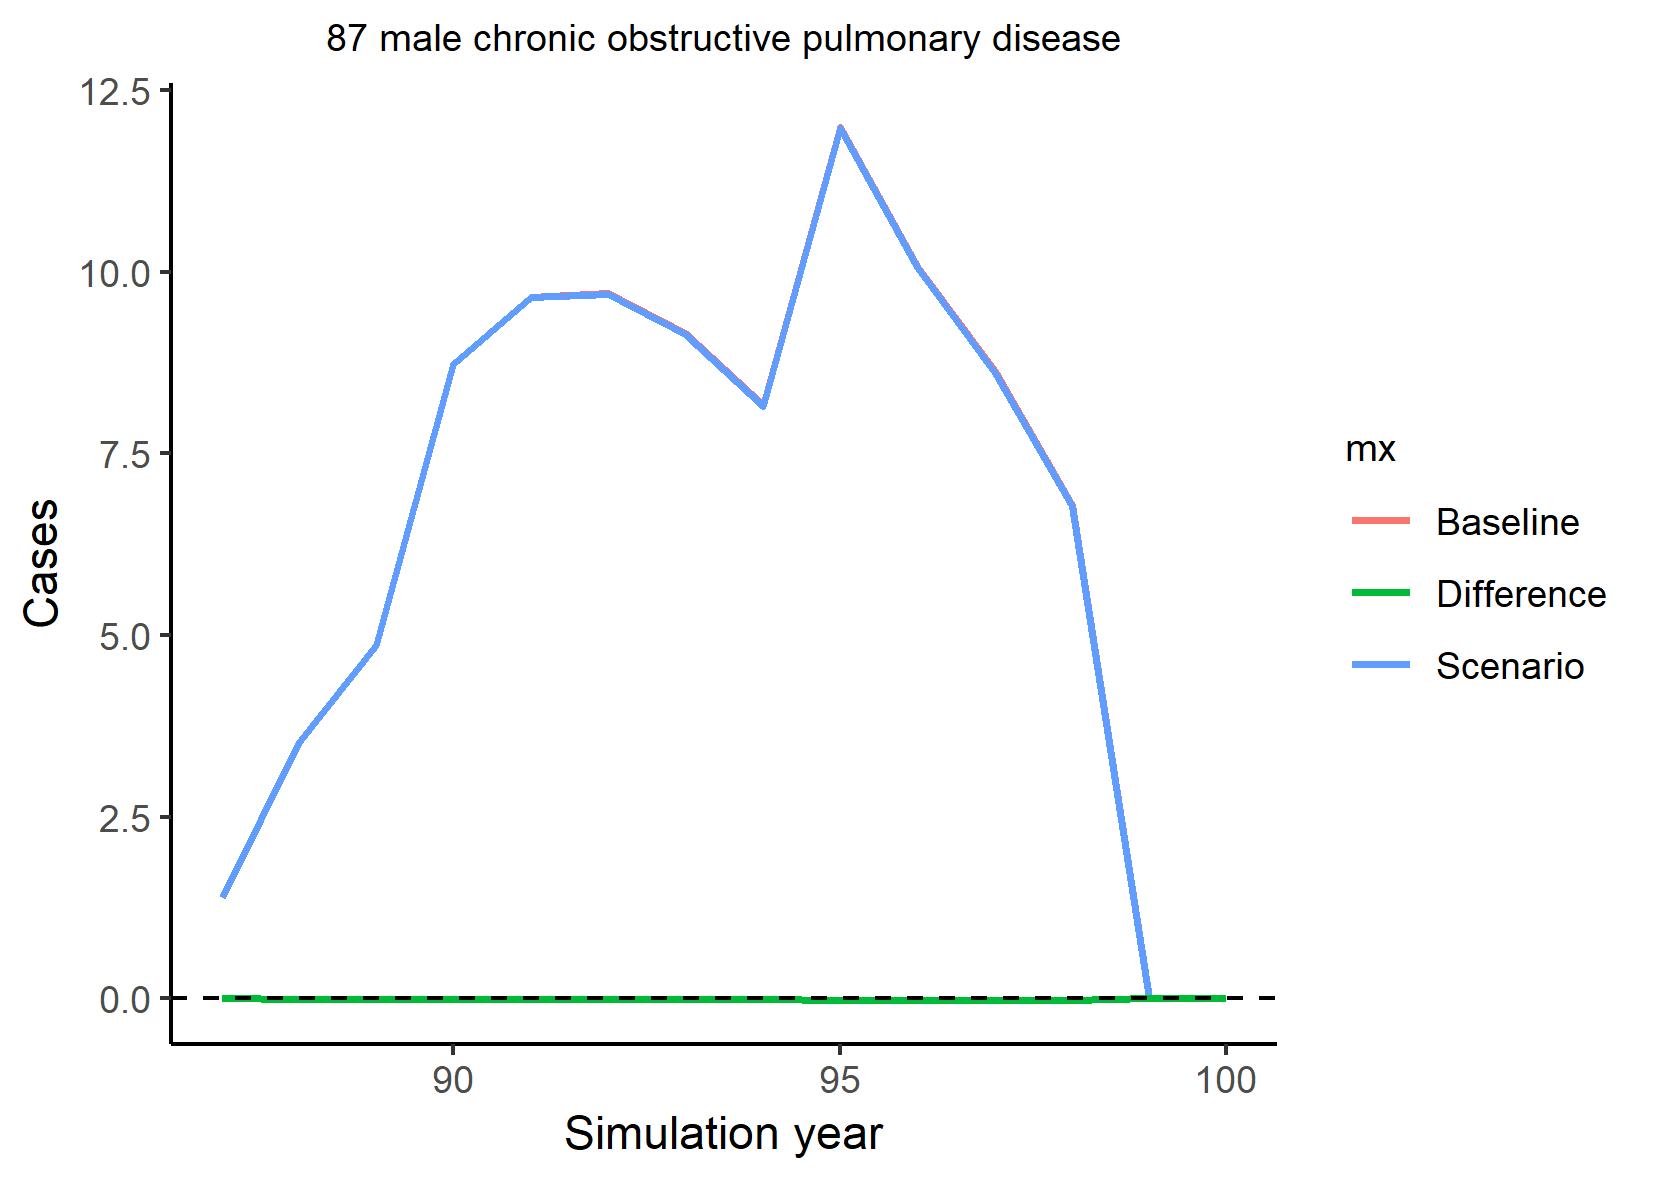 87 male chronic obstructive pulmonary disease
12.5
10.0
7.5
5.0
2.5
0.0
Cases
90
95
100
Simulation year
mx
Baseline
Difference
Scenario